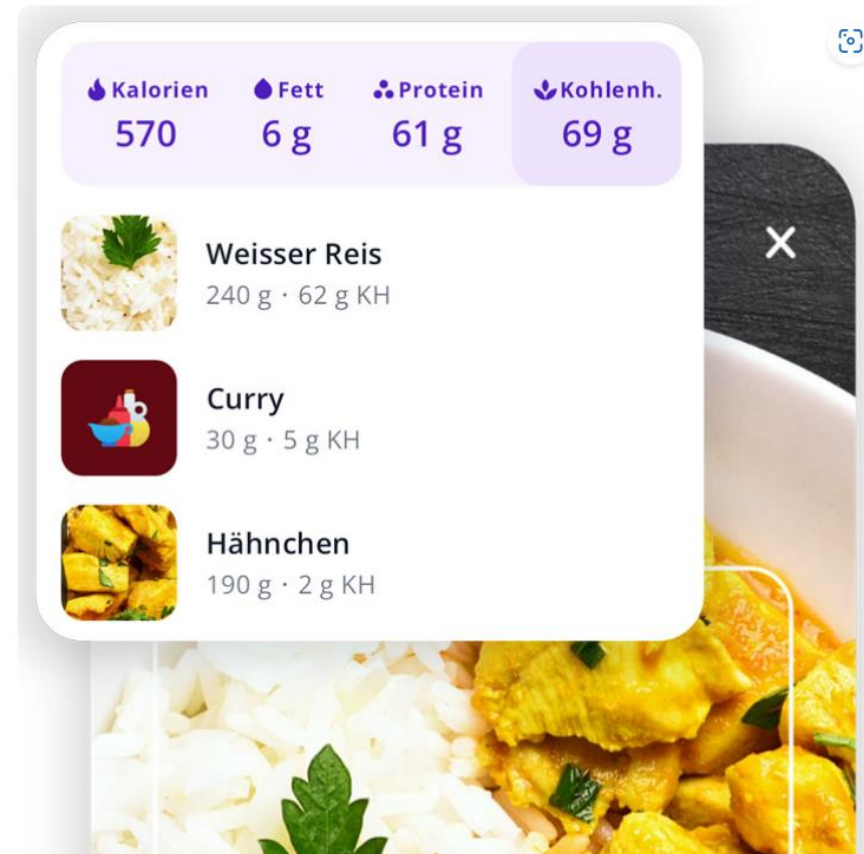 Kalorien Fett Protein Kohlenh.
570 6 g 61 g 69 g
Weisser Reis
240 g · 62 g KH
Curry
30 g · 5 g KH
Hähnchen
190 g · 2 g KH